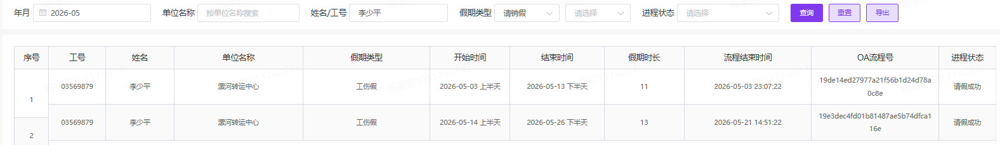 年月 2026-05 单位名称 按单位名称搜索 姓名/工号 李少平 假期类型 请销假 请选择 进程状态 请选择 查询 重置 导出
序号 工号 姓名 单位名称 假期类型 开始时间 结束时间 假期时长 流程结束时间 OA流程号 进程状态
1 03569879 李少平 漯河转运中心 工伤假 2026-05-03 上半天 2026-05-13 下半天 11 2026-05-03 23:07:22 19de14ed27977a21f56b1d24d78a0c8e 请假成功
2 03569879 李少平 漯河转运中心 工伤假 2026-05-14 上半天 2026-05-26 下半天 13 2026-05-21 14:51:22 19e3dec4fd01b81487ae5b74dfca116e 请假成功